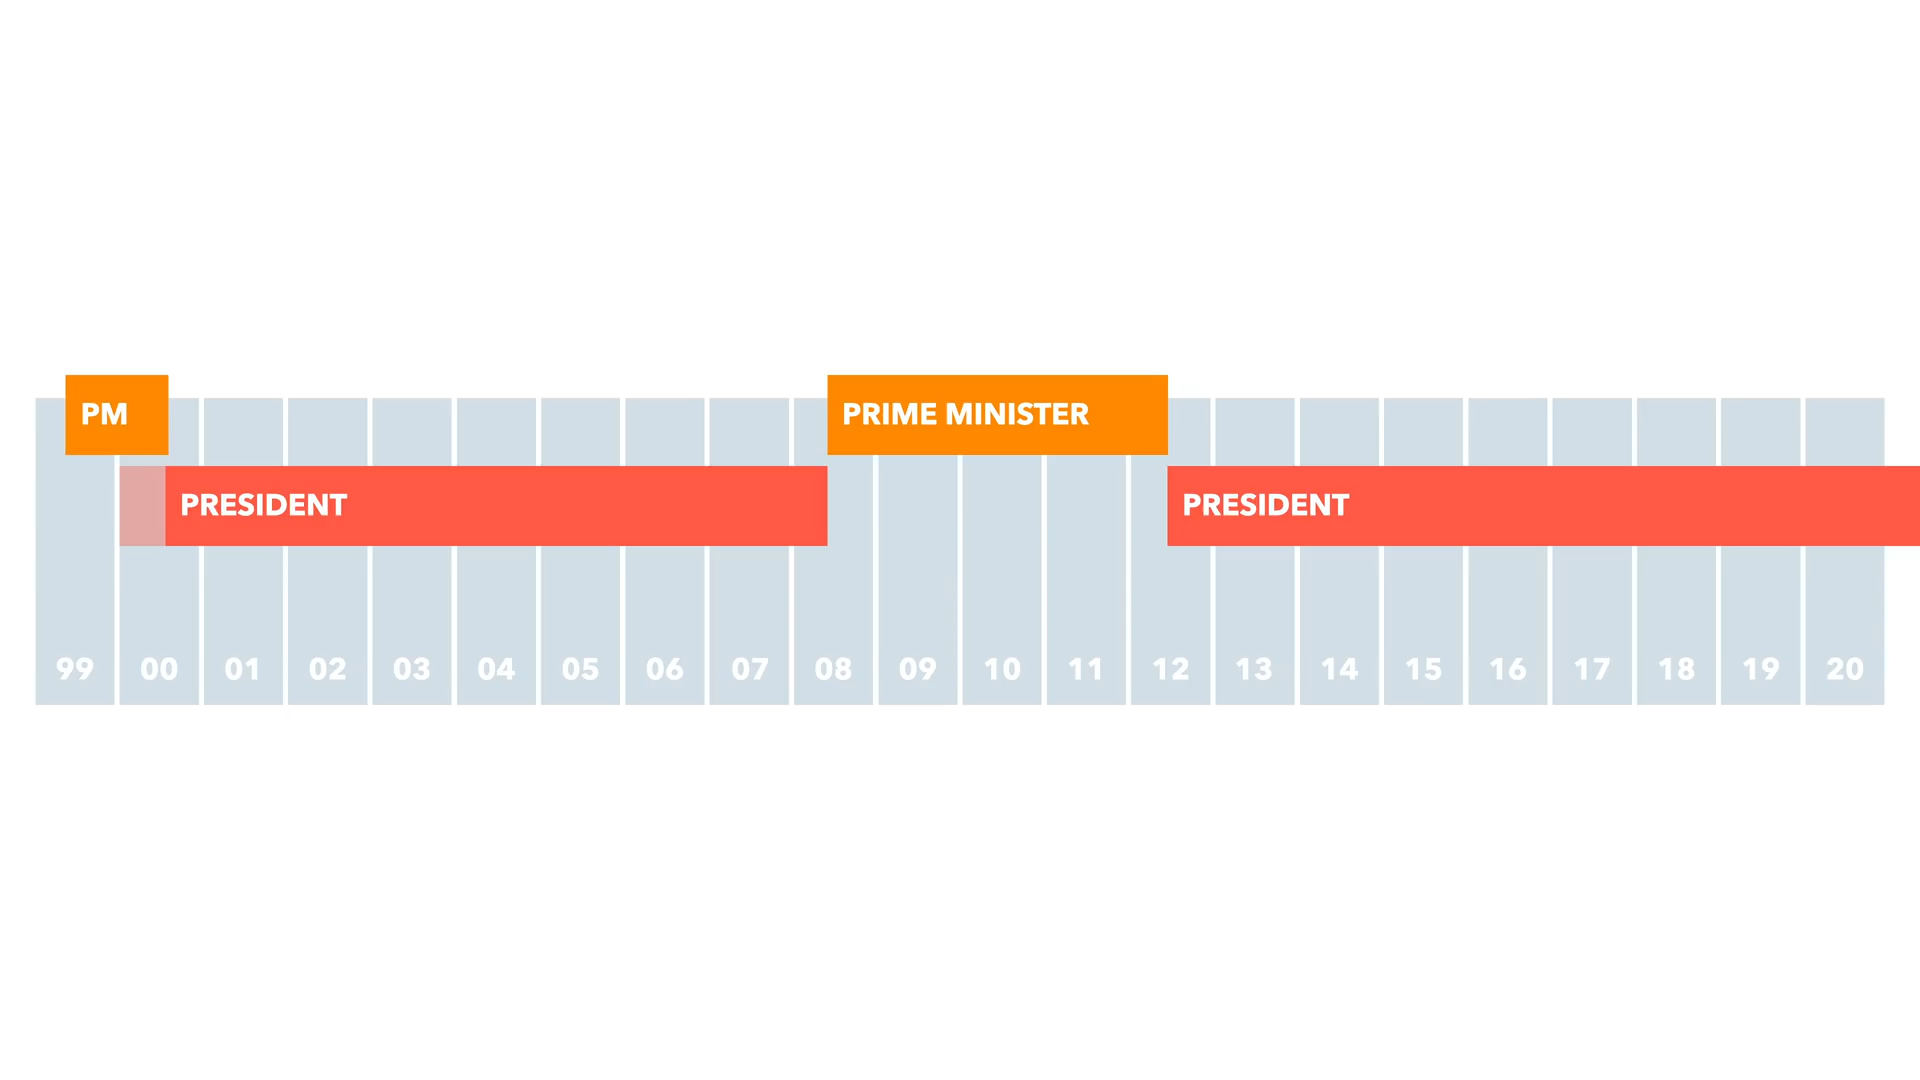 PM
PRIME MINISTER
PRESIDENT
PRESIDENT
99 00 01 02 03 04 05 06 07 08 09 10 11 12 13 14 15 16 17 18 19 20